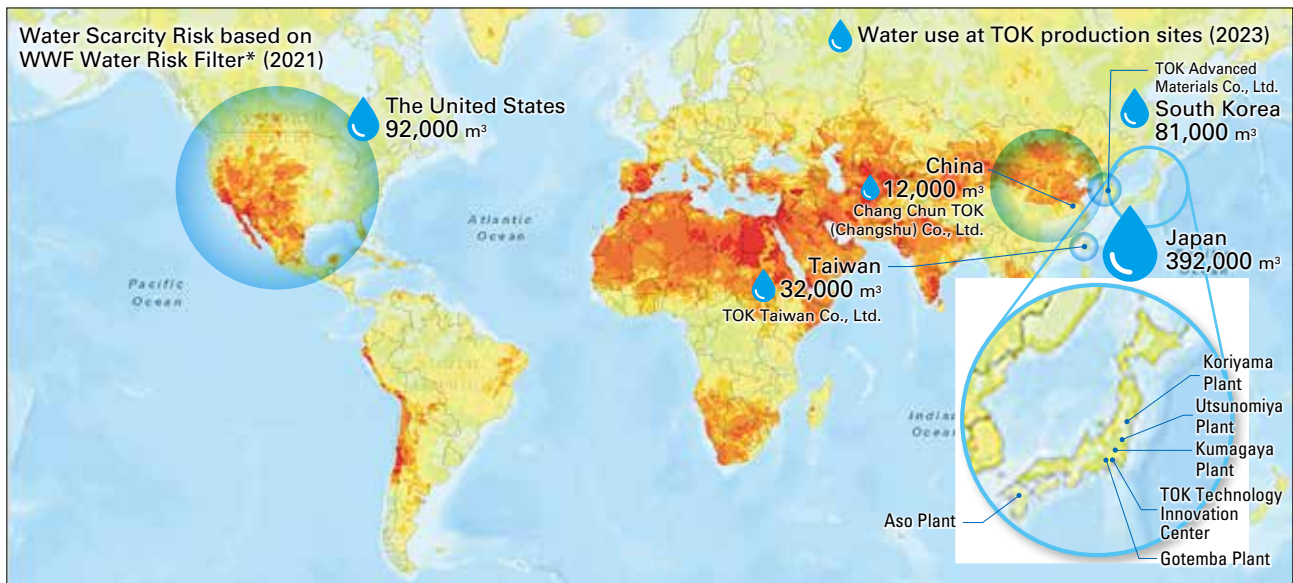 Water Scarcity Risk based on
WWF Water Risk Filter* (2021)
Water use at TOK production sites (2023)
TOK Advanced
Materials Co., Ltd.
South Korea
81,000 m³
The United States
92,000 m³
China
12,000 m³
Chang Chun TOK
(Changshu) Co., Ltd.
Atlantic
Ocean
Japan
392,000 m³
Taiwan
32,000 m³
TOK Taiwan Co., Ltd.
Pacific
Ocean
Koriyama
Plant
Utsunomiya
Plant
Kumagaya
Plant
TOK Technology
Innovation
Center
Gotemba Plant
Aso Plant